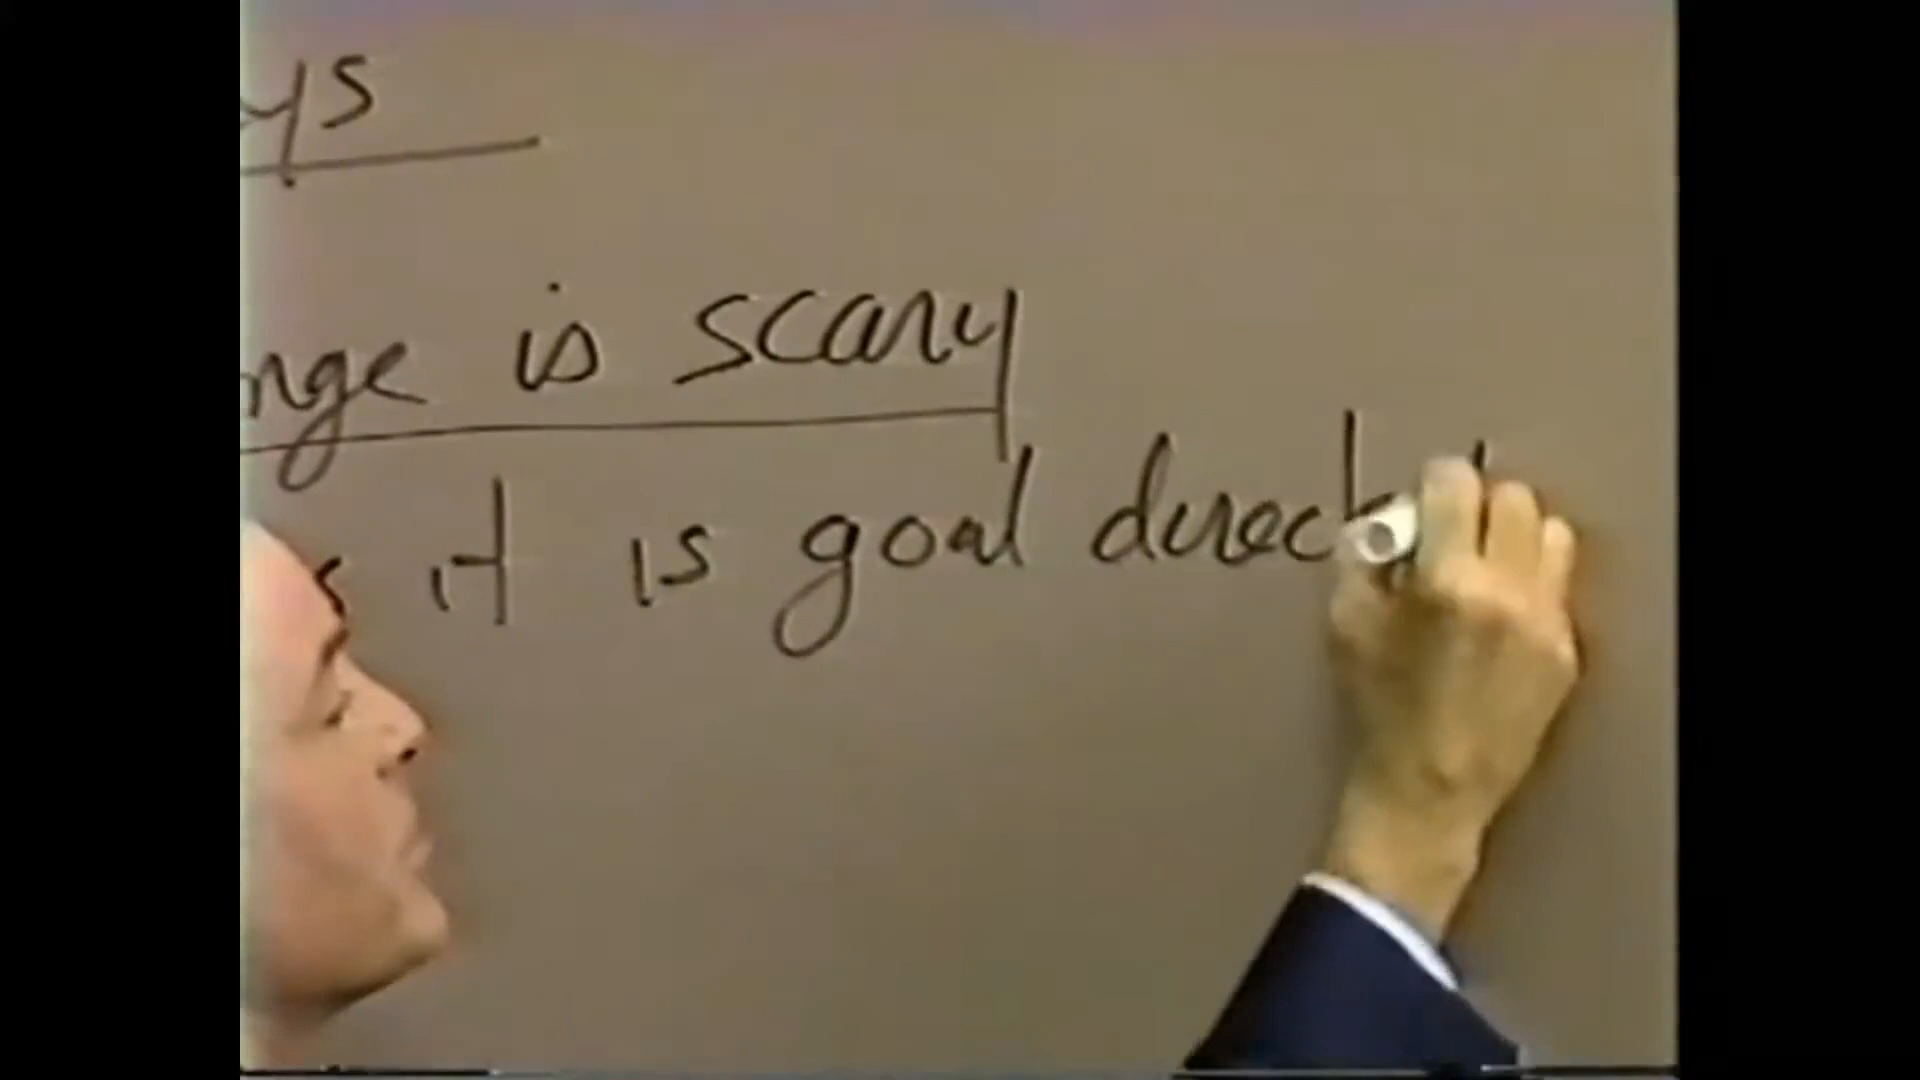 ys
nge is scary
s it is goal direct